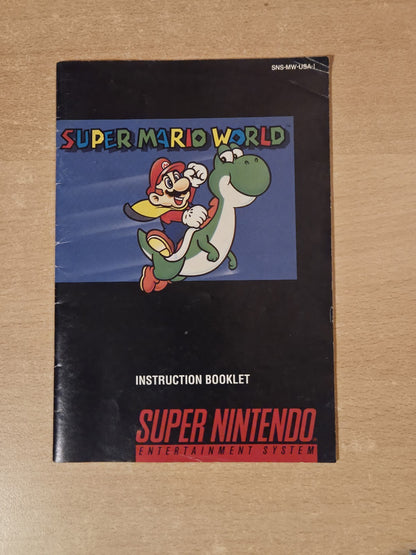 SNS-MW-USA-1
SUPER MARIO WORLD
INSTRUCTION BOOKLET
SUPER NINTENDO
ENTERTAINMENT SYSTEM